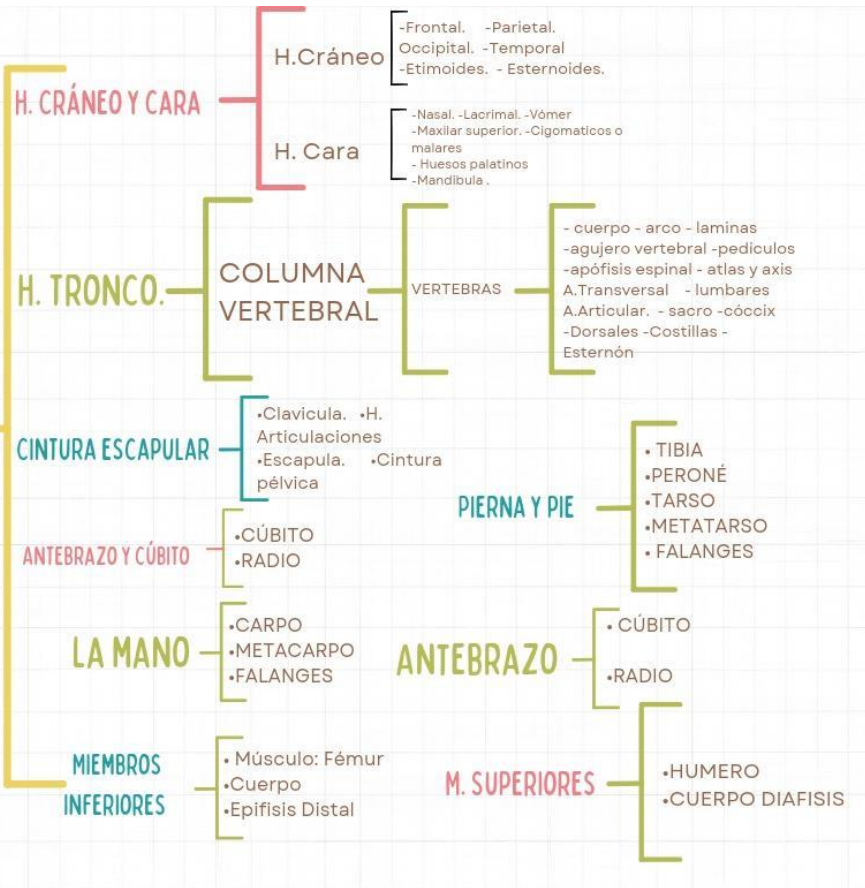 H. CRÁNEO Y CARA
H.Cráneo
-Frontal. -Parietal.
Occipital. -Temporal
-Etimoides. - Esternoides.
H. Cara
-Nasal. -Lacrimal. -Vómer
-Maxilar superior. -Cigomaticos o
malares
- Huesos palatinos
-Mandibula .
H. TRONCO.
COLUMNA
VERTEBRAL
VERTEBRAS
- cuerpo - arco - laminas
-agujero vertebral -pediculos
-apófisis espinal - atlas y axis
A.Transversal - lumbares
A.Articular. - sacro -cóccix
-Dorsales -Costillas -
Esternón
CINTURA ESCAPULAR
•Clavicula. •H.
Articulaciones
•Escapula. •Cintura
pélvica
PIERNA Y PIE
• TIBIA
•PERONÉ
•TARSO
•METATARSO
• FALANGES
ANTEBRAZO Y CÚBITO
•CÚBITO
•RADIO
LA MANO
•CARPO
•METACARPO
•FALANGES
ANTEBRAZO
• CÚBITO
•RADIO
MIEMBROS
INFERIORES
• Músculo: Fémur
•Cuerpo
•Epifisis Distal
M. SUPERIORES
•HUMERO
•CUERPO DIAFISIS